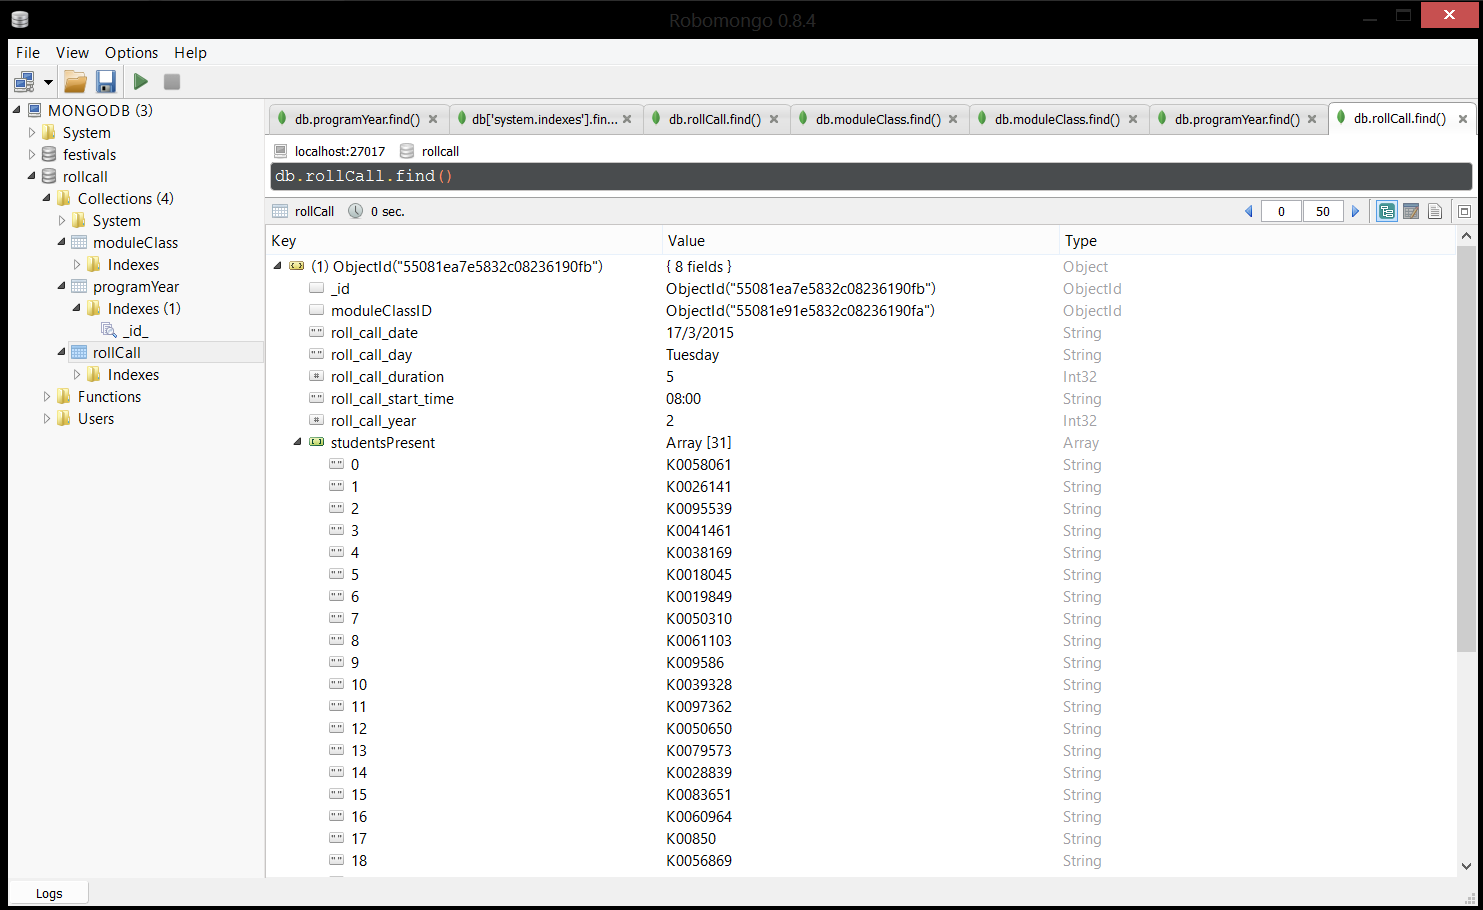 Robomongo 0.8.4
File View Options Help
MONGODB (3)
System
festivals
rollcall
Collections (4)
System
moduleClass
Indexes
programYear
Indexes (1)
_id_
rollCall
Indexes
Functions
Users
db.programYear.find() db['system.indexes'].fin... db.rollCall.find() db.moduleClass.find() db.moduleClass.find() db.programYear.find() db.rollCall.find()
localhost:27017 rollcall
db.rollCall.find()
rollCall 0 sec. 0 50
Key Value Type
(1) ObjectId("55081ea7e5832c08236190fb") { 8 fields } Object
_id ObjectId("55081ea7e5832c08236190fb") ObjectId
moduleClassID ObjectId("55081e91e5832c08236190fa") ObjectId
roll_call_date 17/3/2015 String
roll_call_day Tuesday String
roll_call_duration 5 Int32
roll_call_start_time 08:00 String
roll_call_year 2 Int32
studentsPresent Array [31] Array
0 K0058061 String
1 K0026141 String
2 K0095539 String
3 K0041461 String
4 K0038169 String
5 K0018045 String
6 K0019849 String
7 K0050310 String
8 K0061103 String
9 K009586 String
10 K0039328 String
11 K0097362 String
12 K0050650 String
13 K0079573 String
14 K0028839 String
15 K0083651 String
16 K0060964 String
17 K00850 String
18 K0056869 String
Logs